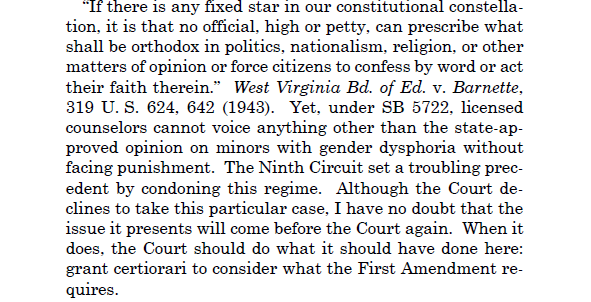 “If there is any fixed star in our constitutional constella-
tion, it is that no official, high or petty, can prescribe what
shall be orthodox in politics, nationalism, religion, or other
matters of opinion or force citizens to confess by word or act
their faith therein.” West Virginia Bd. of Ed. v. Barnette,
319 U. S. 624, 642 (1943). Yet, under SB 5722, licensed
counselors cannot voice anything other than the state-ap-
proved opinion on minors with gender dysphoria without
facing punishment. The Ninth Circuit set a troubling prec-
edent by condoning this regime. Although the Court de-
clines to take this particular case, I have no doubt that the
issue it presents will come before the Court again. When it
does, the Court should do what it should have done here:
grant certiorari to consider what the First Amendment re-
quires.